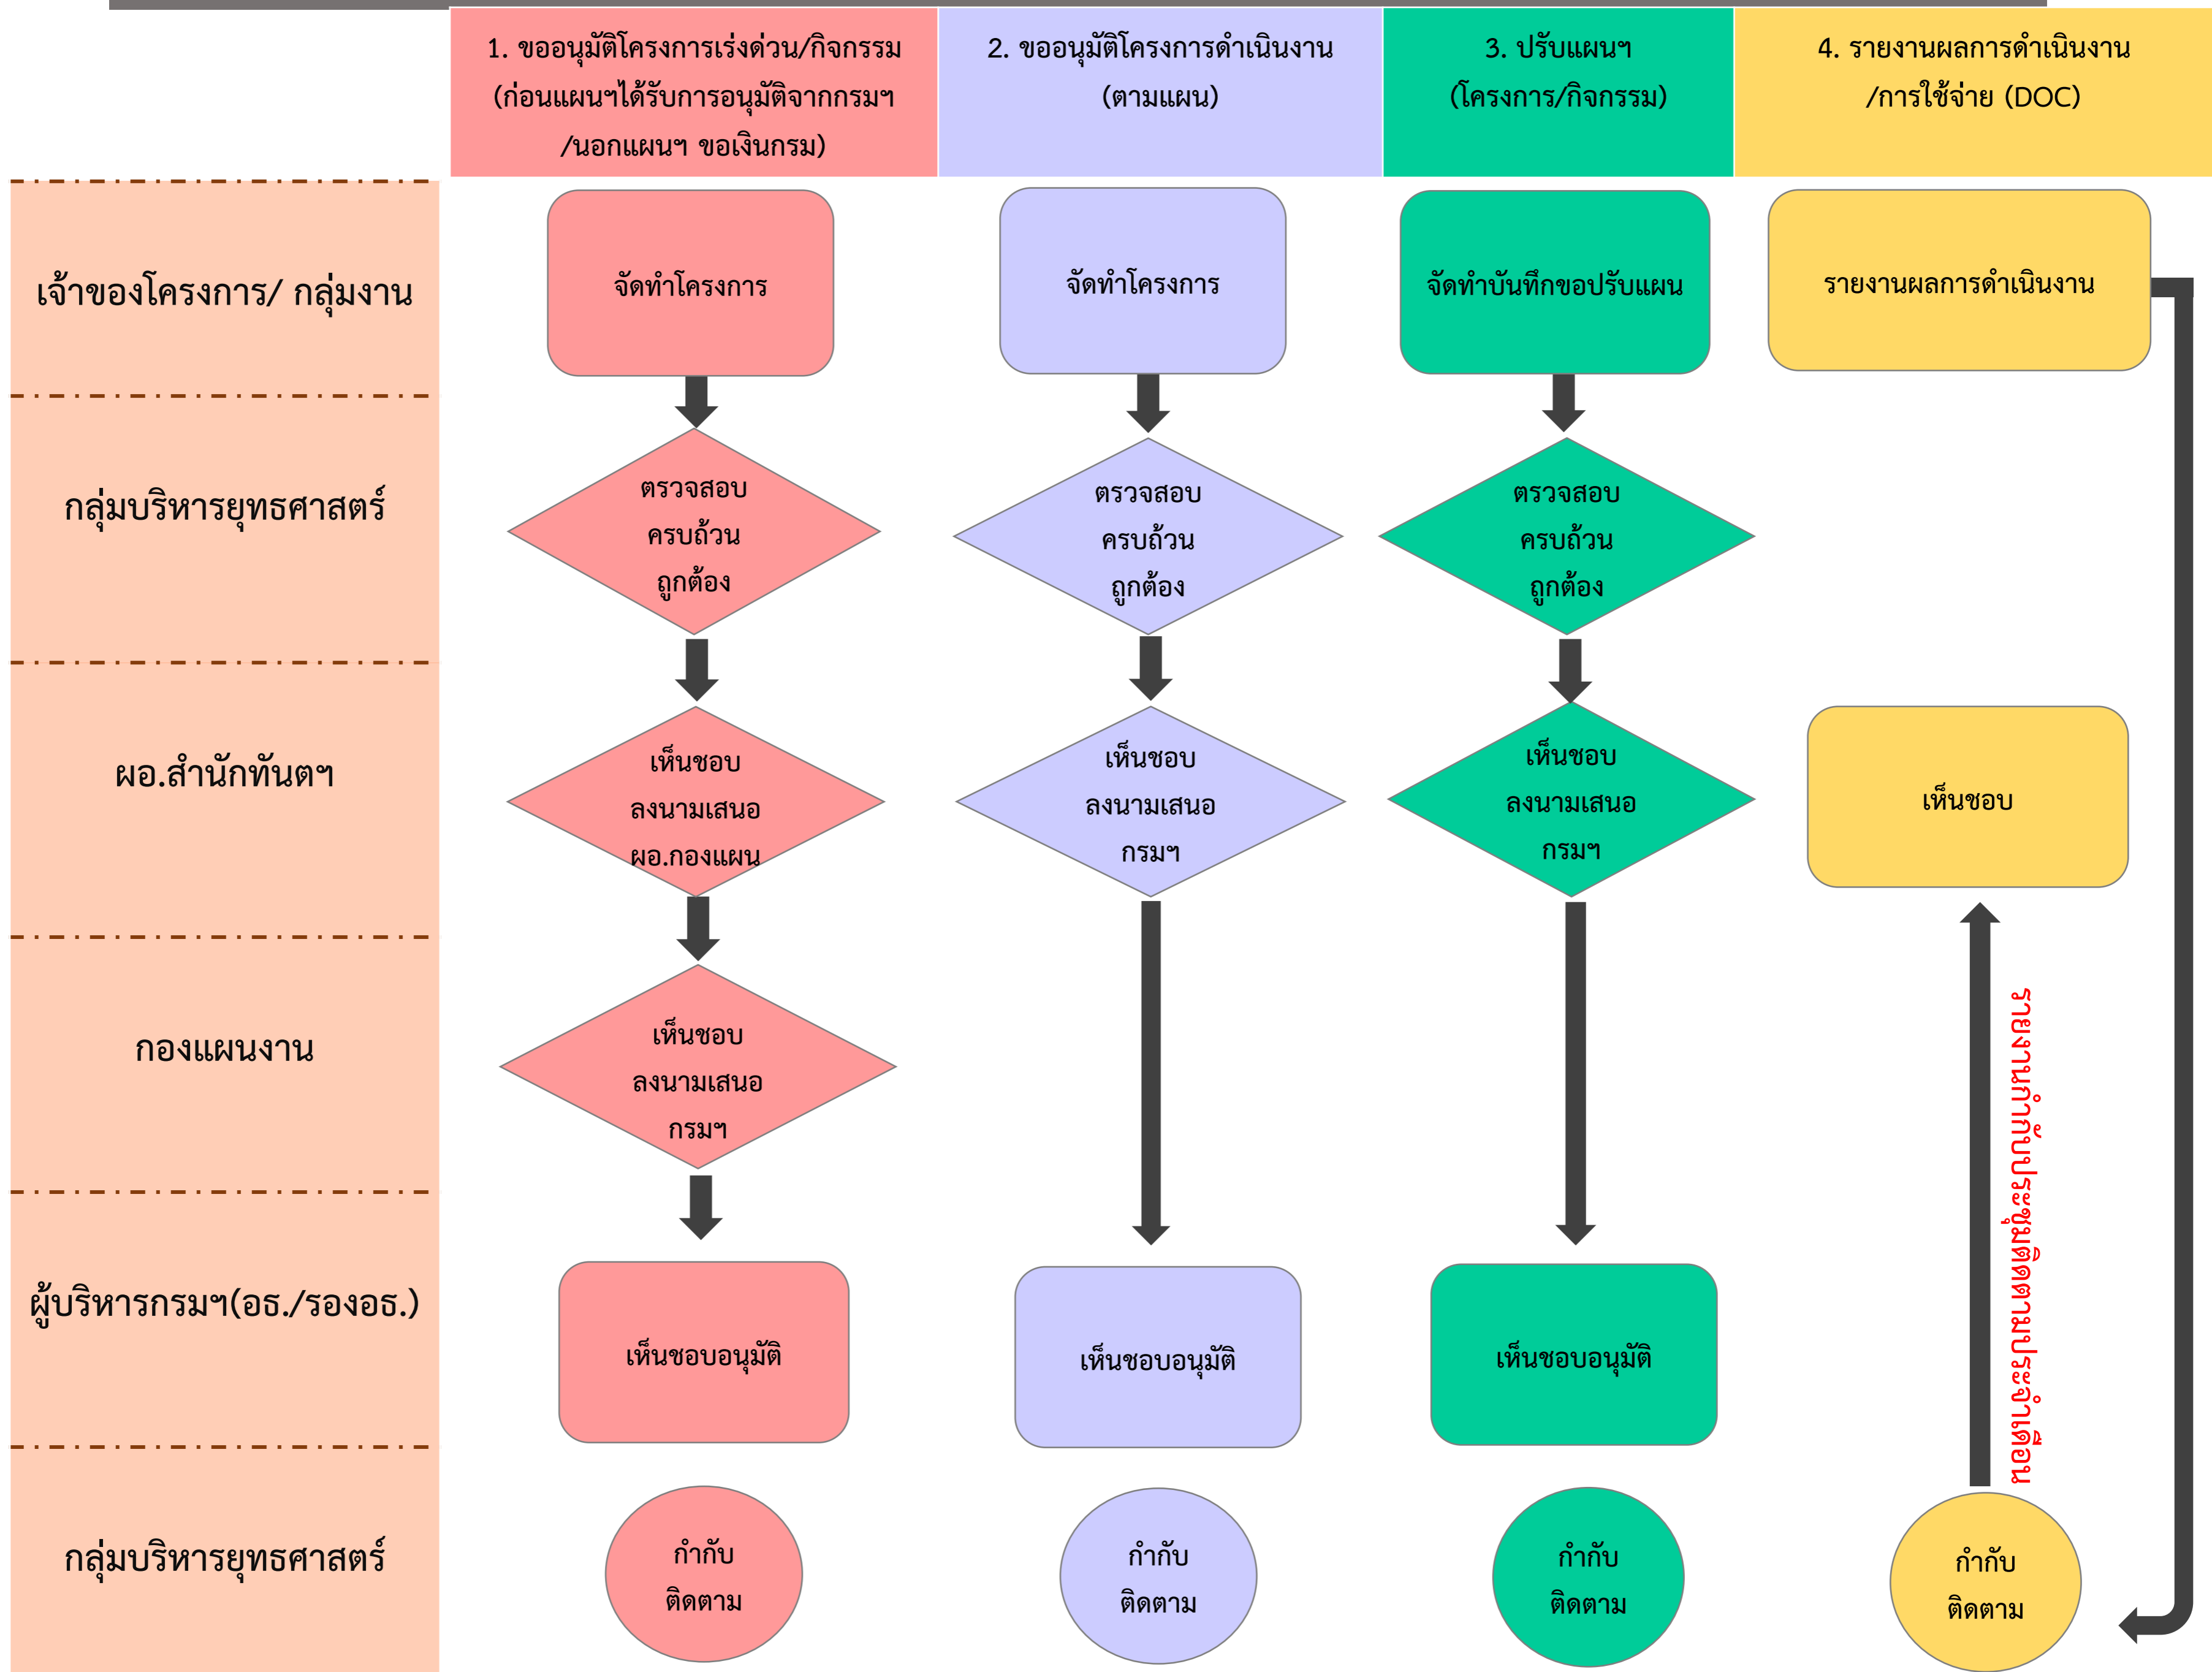 1. ขออนุมัติโครงการเร่งด่วน/กิจกรรม
(ก่อนแผนฯได้รับการอนุมัติจากกรมฯ
/นอกแผนฯ ขอเงินกรม)
2. ขออนุมัติโครงการดำเนินงาน
(ตามแผน)
3. ปรับแผนฯ
(โครงการ/กิจกรรม)
4. รายงานผลการดำเนินงาน
/การใช้จ่าย (DOC)
เจ้าของโครงการ/ กลุ่มงาน
จัดทำโครงการ
จัดทำโครงการ
จัดทำบันทึกขอปรับแผน
รายงานผลการดำเนินงาน
กลุ่มบริหารยุทธศาสตร์
ตรวจสอบ
ครบถ้วน
ถูกต้อง
ตรวจสอบ
ครบถ้วน
ถูกต้อง
ตรวจสอบ
ครบถ้วน
ถูกต้อง
ผอ.สำนักทันตฯ
เห็นชอบ
ลงนามเสนอ
ผอ.กองแผน
เห็นชอบ
ลงนามเสนอ
กรมฯ
เห็นชอบ
ลงนามเสนอ
กรมฯ
เห็นชอบ
กองแผนงาน
เห็นชอบ
ลงนามเสนอ
กรมฯ
รายงานกำกับประชุมติดตามประจำเดือน
ผู้บริหารกรมฯ(อธ./รองอธ.)
เห็นชอบอนุมัติ
เห็นชอบอนุมัติ
เห็นชอบอนุมัติ
กลุ่มบริหารยุทธศาสตร์
กำกับ
ติดตาม
กำกับ
ติดตาม
กำกับ
ติดตาม
กำกับ
ติดตาม